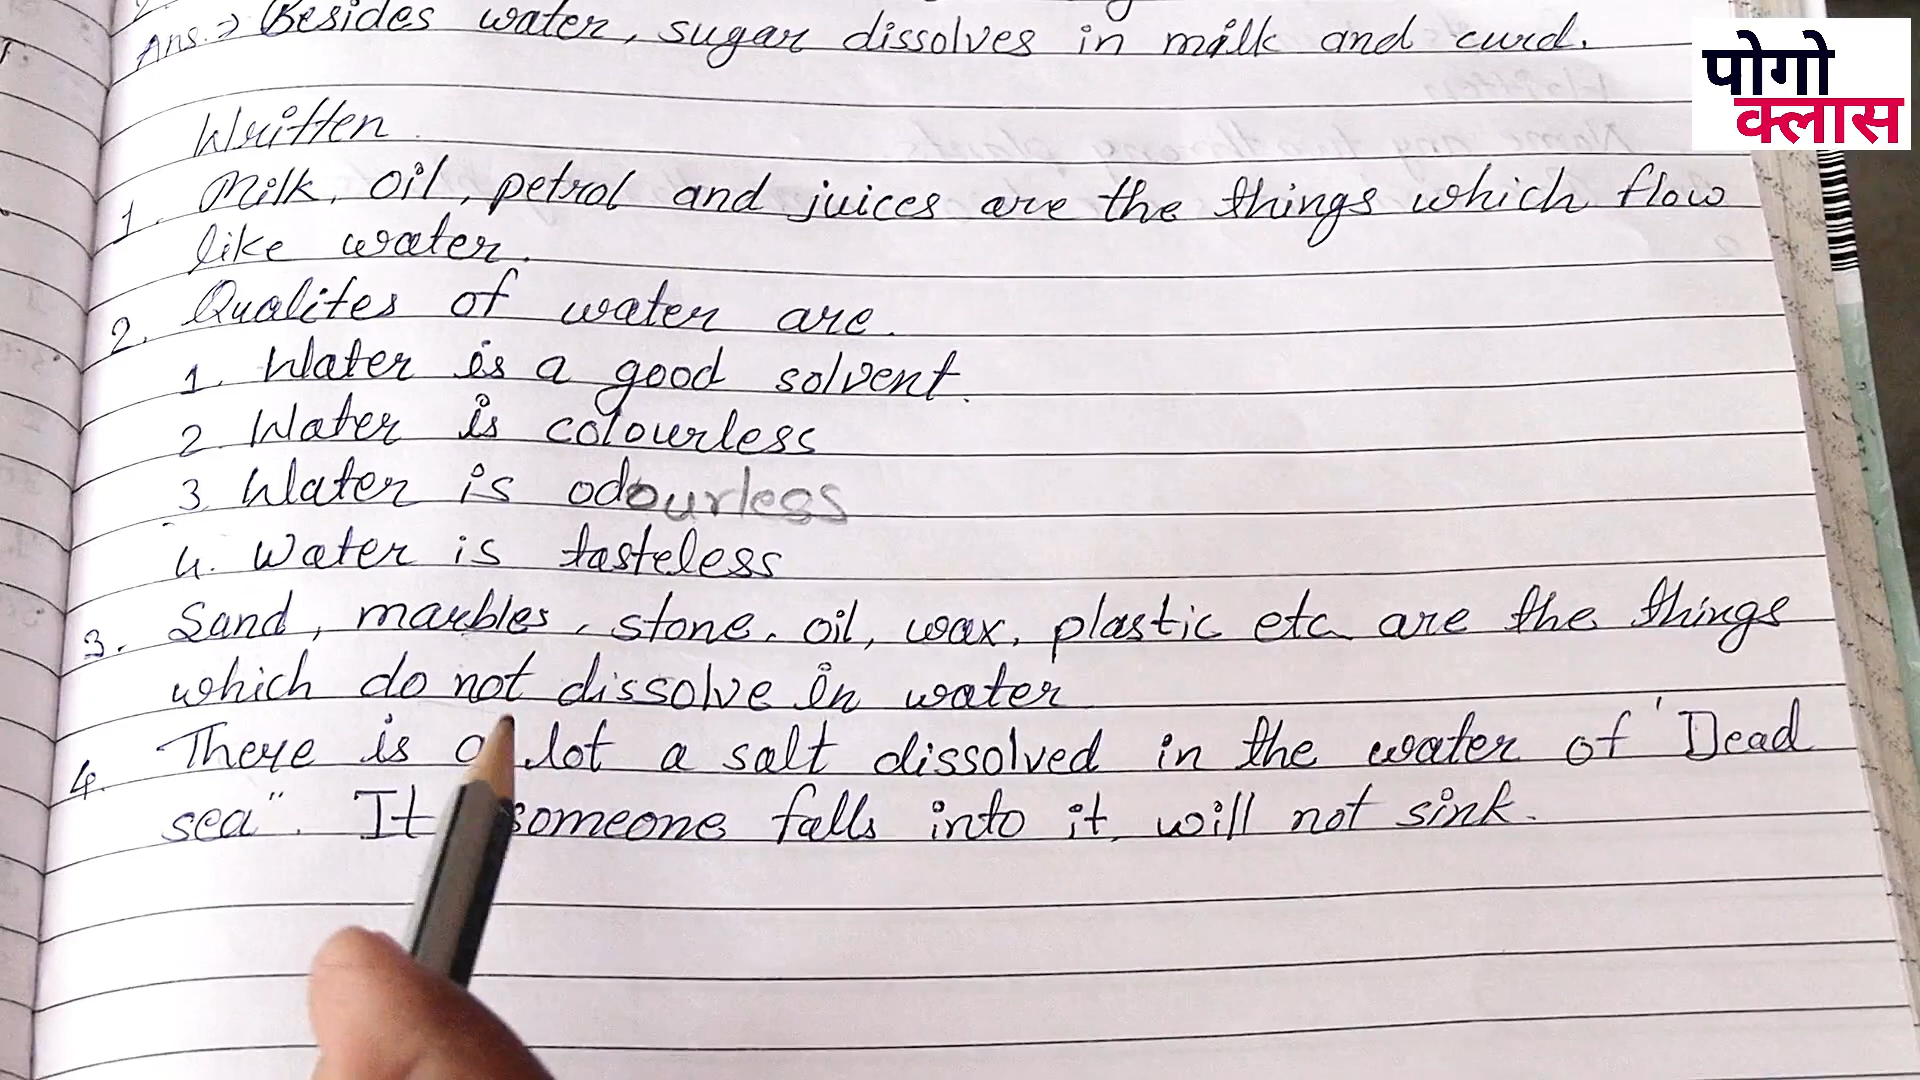 Ans.→ Besides water, sugar dissolves in milk and curd.
पोगो
क्लास
Written
1. Milk, oil, petrol and juices are the things which flow
like water.
2. Qualites of water are.
1. Water is a good solvent.
2 Water is colourless
3 Water is odourless
4. Water is tasteless
3. Sand, marbles, stone, oil, wax, plastic etc are the things
which do not dissolve in water
4. There is a lot a salt dissolved in the water of 'Dead
sea". It someone falls into it, will not sink.